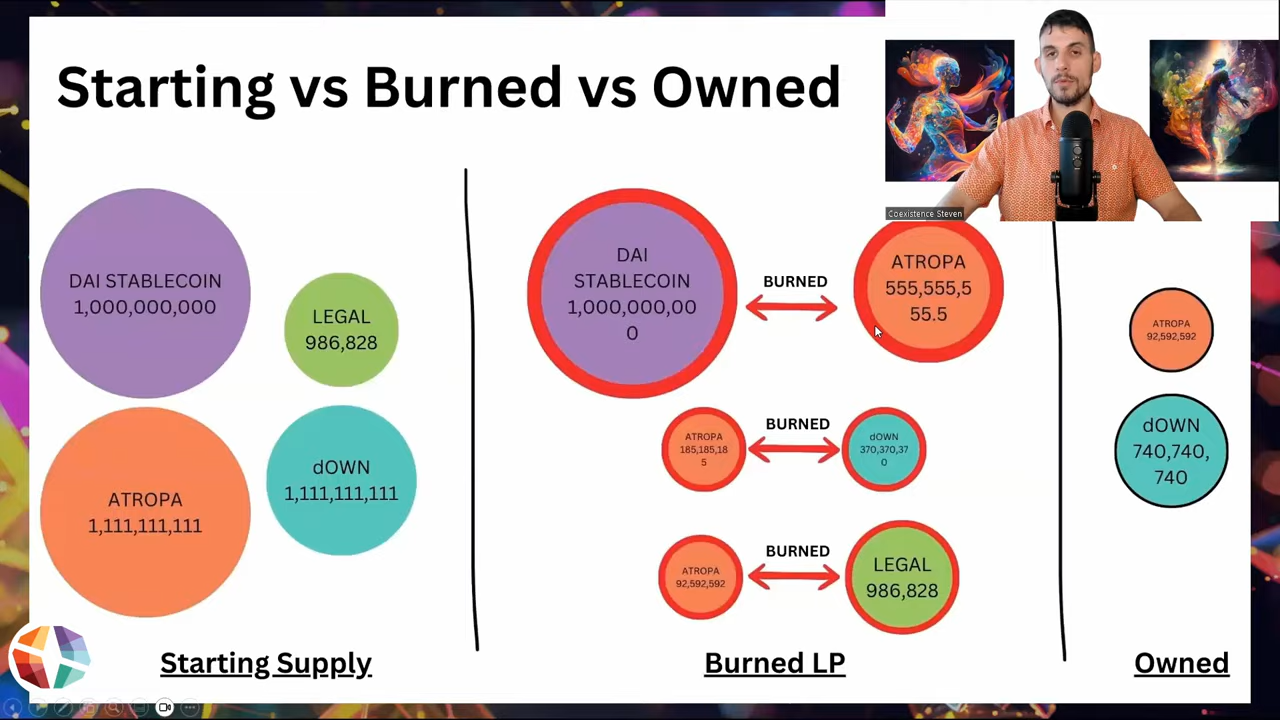 Starting vs Burned vs Owned
Coexistence Steven
DAI STABLECOIN
1,000,000,000
LEGAL
986,828
ATROPA
1,111,111,111
dOWN
1,111,111,111
Starting Supply
DAI
STABLECOIN
1,000,000,00
0
BURNED
ATROPA
555,555,5
55.5
ATROPA
185,185,18
5
BURNED
dOWN
370,370,37
0
ATROPA
92,592,592
BURNED
LEGAL
986,828
Burned LP
ATROPA
92,592,592
dOWN
740,740,
740
Owned